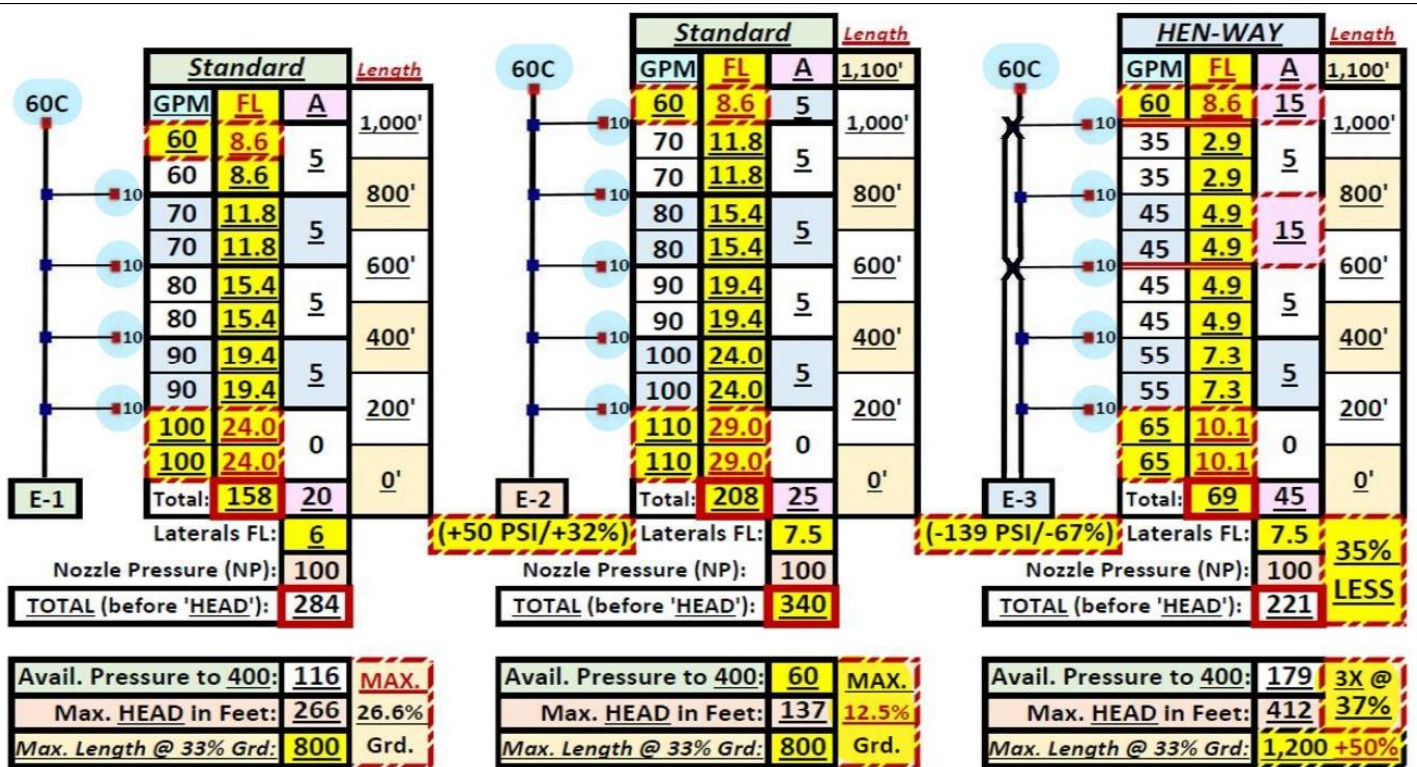 Standard Length
60C GPM FL A
60 8.6 5 1,000'
60 8.6
10 70 11.8 5 800'
70 11.8
10 80 15.4 5 600'
80 15.4
10 90 19.4 5 400'
90 19.4
10 100 24.0 0 200'
100 24.0
E-1 Total: 158 20 0'
Laterals FL: 6
Nozzle Pressure (NP): 100
TOTAL (before 'HEAD'): 284
Avail. Pressure to 400: 116 MAX.
Max. HEAD in Feet: 266 26.6%
Max. Length @ 33% Grd: 800 Grd.
Standard Length
60C GPM FL A 1,100'
60 8.6 5
10 70 11.8 5 1,000'
70 11.8
10 80 15.4 5 800'
80 15.4
10 90 19.4 5 600'
90 19.4
10 100 24.0 5 400'
100 24.0
10 110 29.0 0 200'
110 29.0
E-2 Total: 208 25 0'
(+50 PSI/+32%) Laterals FL: 7.5
Nozzle Pressure (NP): 100
TOTAL (before 'HEAD'): 340
Avail. Pressure to 400: 60 MAX.
Max. HEAD in Feet: 137 12.5%
Max. Length @ 33% Grd: 800 Grd.
HEN-WAY Length
60C GPM FL A 1,100'
60 8.6 15
X 10 35 2.9 5 1,000'
35 2.9
10 45 4.9 15 800'
45 4.9
X 10 45 4.9 5 600'
45 4.9
10 55 7.3 5 400'
55 7.3
10 65 10.1 0 200'
65 10.1
E-3 Total: 69 45 0'
(-139 PSI/-67%) Laterals FL: 7.5 35%
Nozzle Pressure (NP): 100 LESS
TOTAL (before 'HEAD'): 221
Avail. Pressure to 400: 179 3X @
Max. HEAD in Feet: 412 37%
Max. Length @ 33% Grd: 1,200 +50%